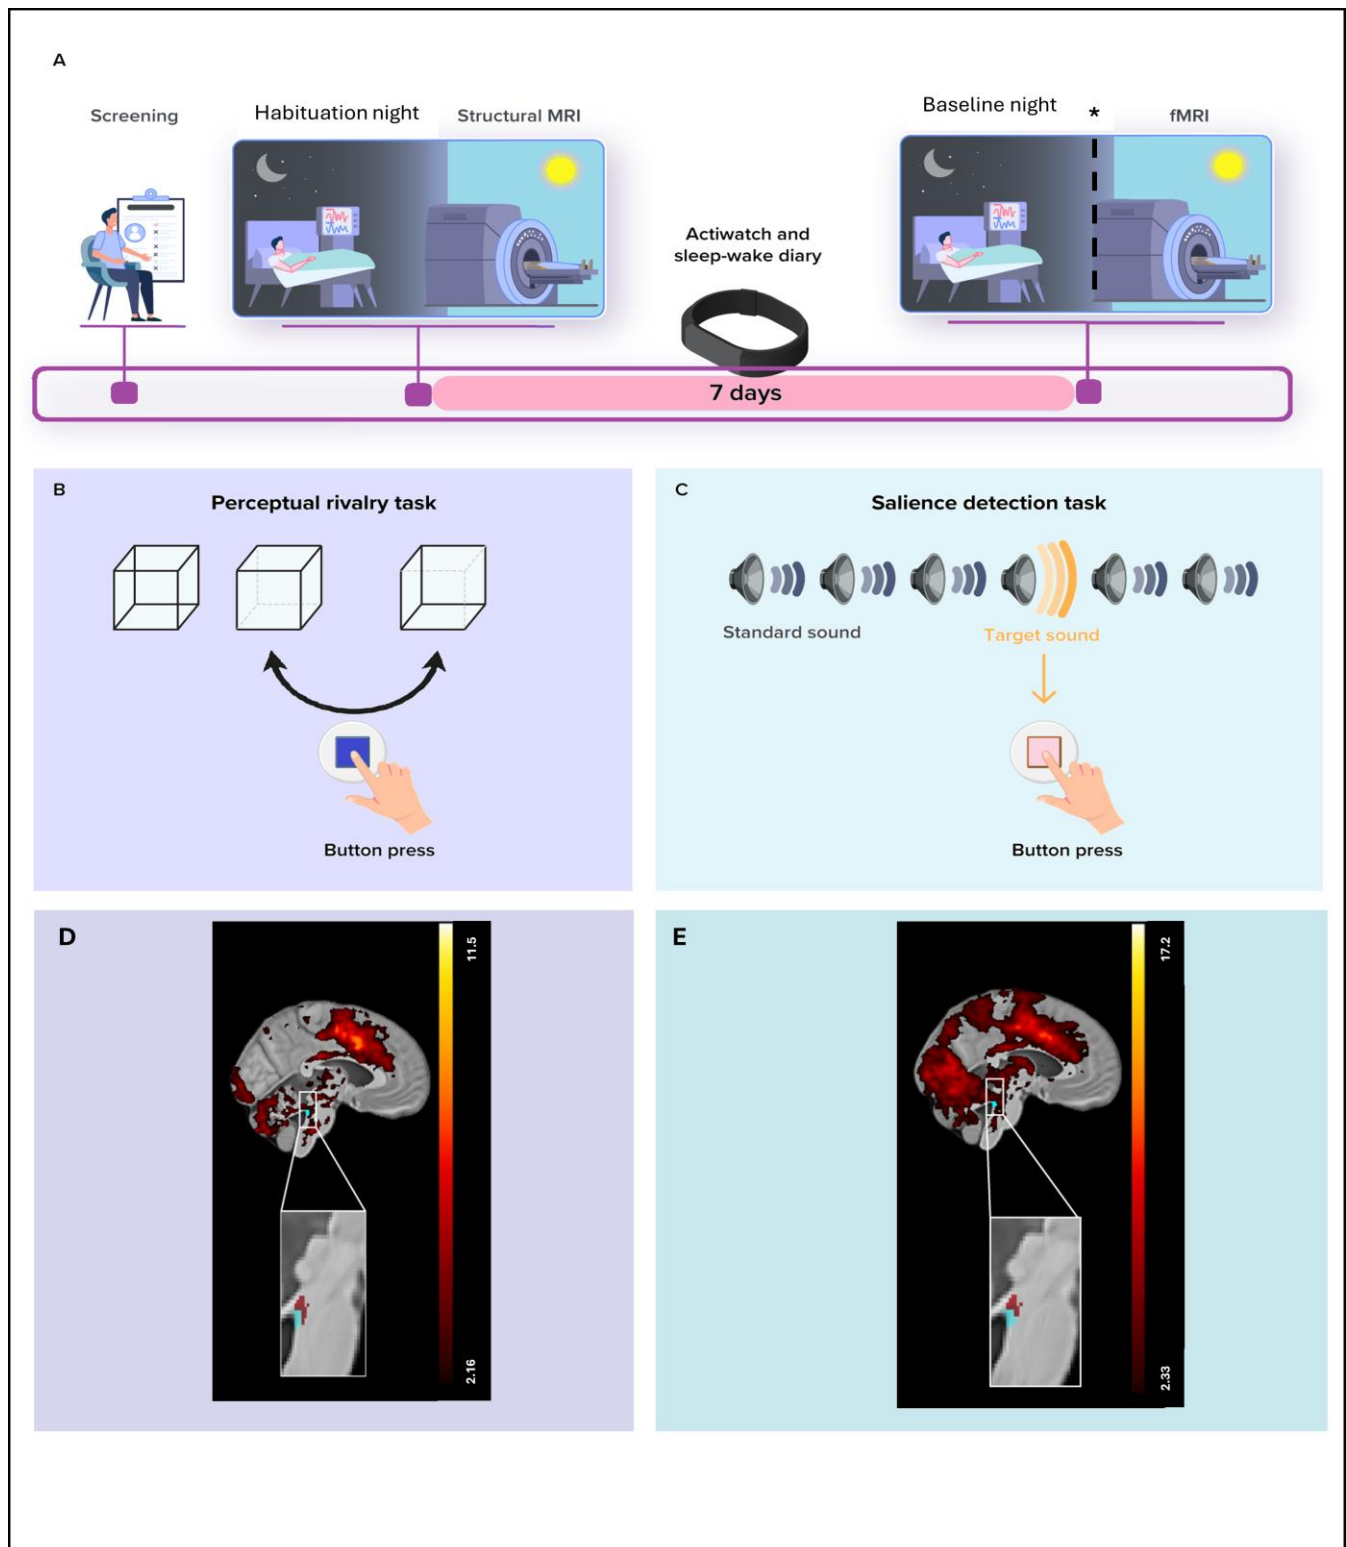 A
Screening
Habituation night
Structural MRI
Baseline night
*
fMRI
Actiwatch and
sleep-wake diary
7 days
B
Perceptual rivalry task
Button press
C
Salience detection task
Standard sound
Target sound
Button press
D
11.5
2.16
E
17.2
2.33